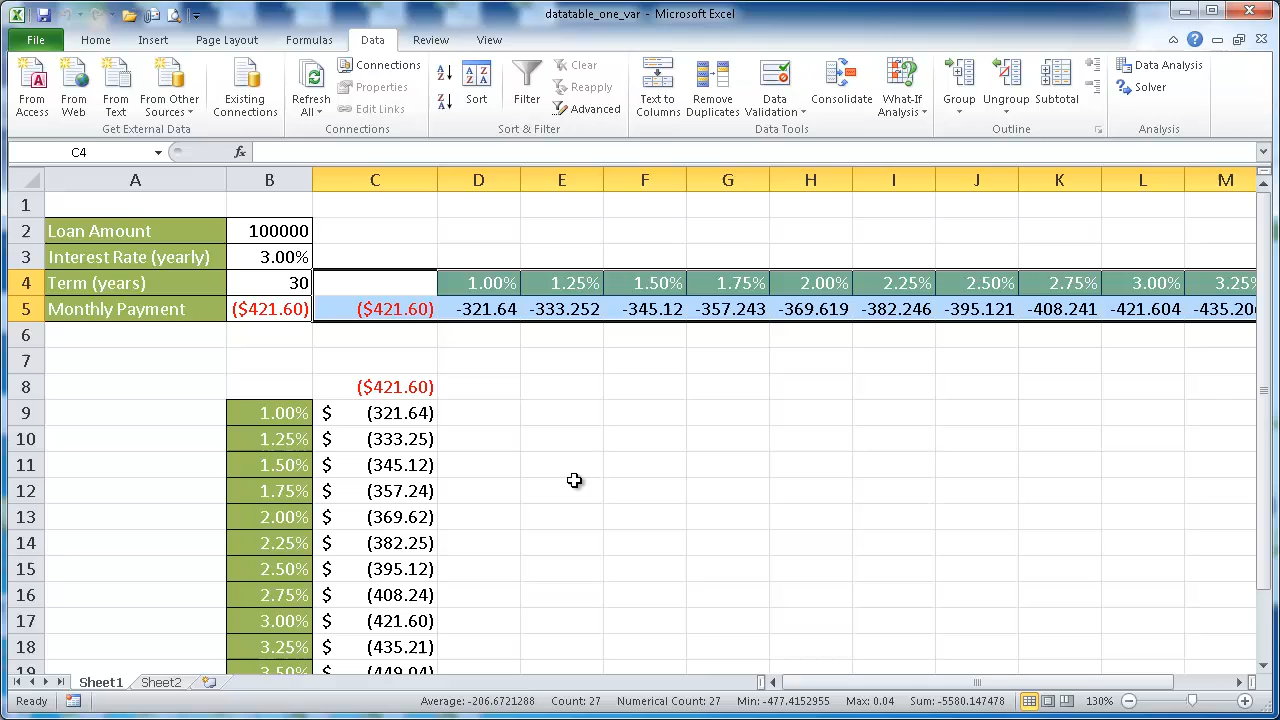 datatable_one_var - Microsoft Excel
File Home Insert Page Layout Formulas Data Review View
From Access
From Web
From Text
From Other Sources
Existing Connections
Get External Data
Refresh All
Connections
Properties
Edit Links
Connections
Sort
Filter
Clear
Reapply
Advanced
Sort & Filter
Text to Columns
Remove Duplicates
Data Validation
Consolidate
What-If Analysis
Data Tools
Group
Ungroup
Subtotal
Outline
Data Analysis
Solver
Analysis
C4 fx
A B C D E F G H I J K L M
1
2 Loan Amount 100000
3 Interest Rate (yearly) 3.00%
4 Term (years) 30 1.00% 1.25% 1.50% 1.75% 2.00% 2.25% 2.50% 2.75% 3.00% 3.25%
5 Monthly Payment ($421.60) ($421.60) -321.64 -333.252 -345.12 -357.243 -369.619 -382.246 -395.121 -408.241 -421.604 -435.206
6
7
8 ($421.60)
9 1.00% $ (321.64)
10 1.25% $ (333.25)
11 1.50% $ (345.12)
12 1.75% $ (357.24)
13 2.00% $ (369.62)
14 2.25% $ (382.25)
15 2.50% $ (395.12)
16 2.75% $ (408.24)
17 3.00% $ (421.60)
18 3.25% $ (435.21)
19 3.50% $ (449.04)
Sheet1 Sheet2
Ready Average: -206.6721288 Count: 27 Numerical Count: 27 Min: -477.4152955 Max: 0.04 Sum: -5580.147478 130%